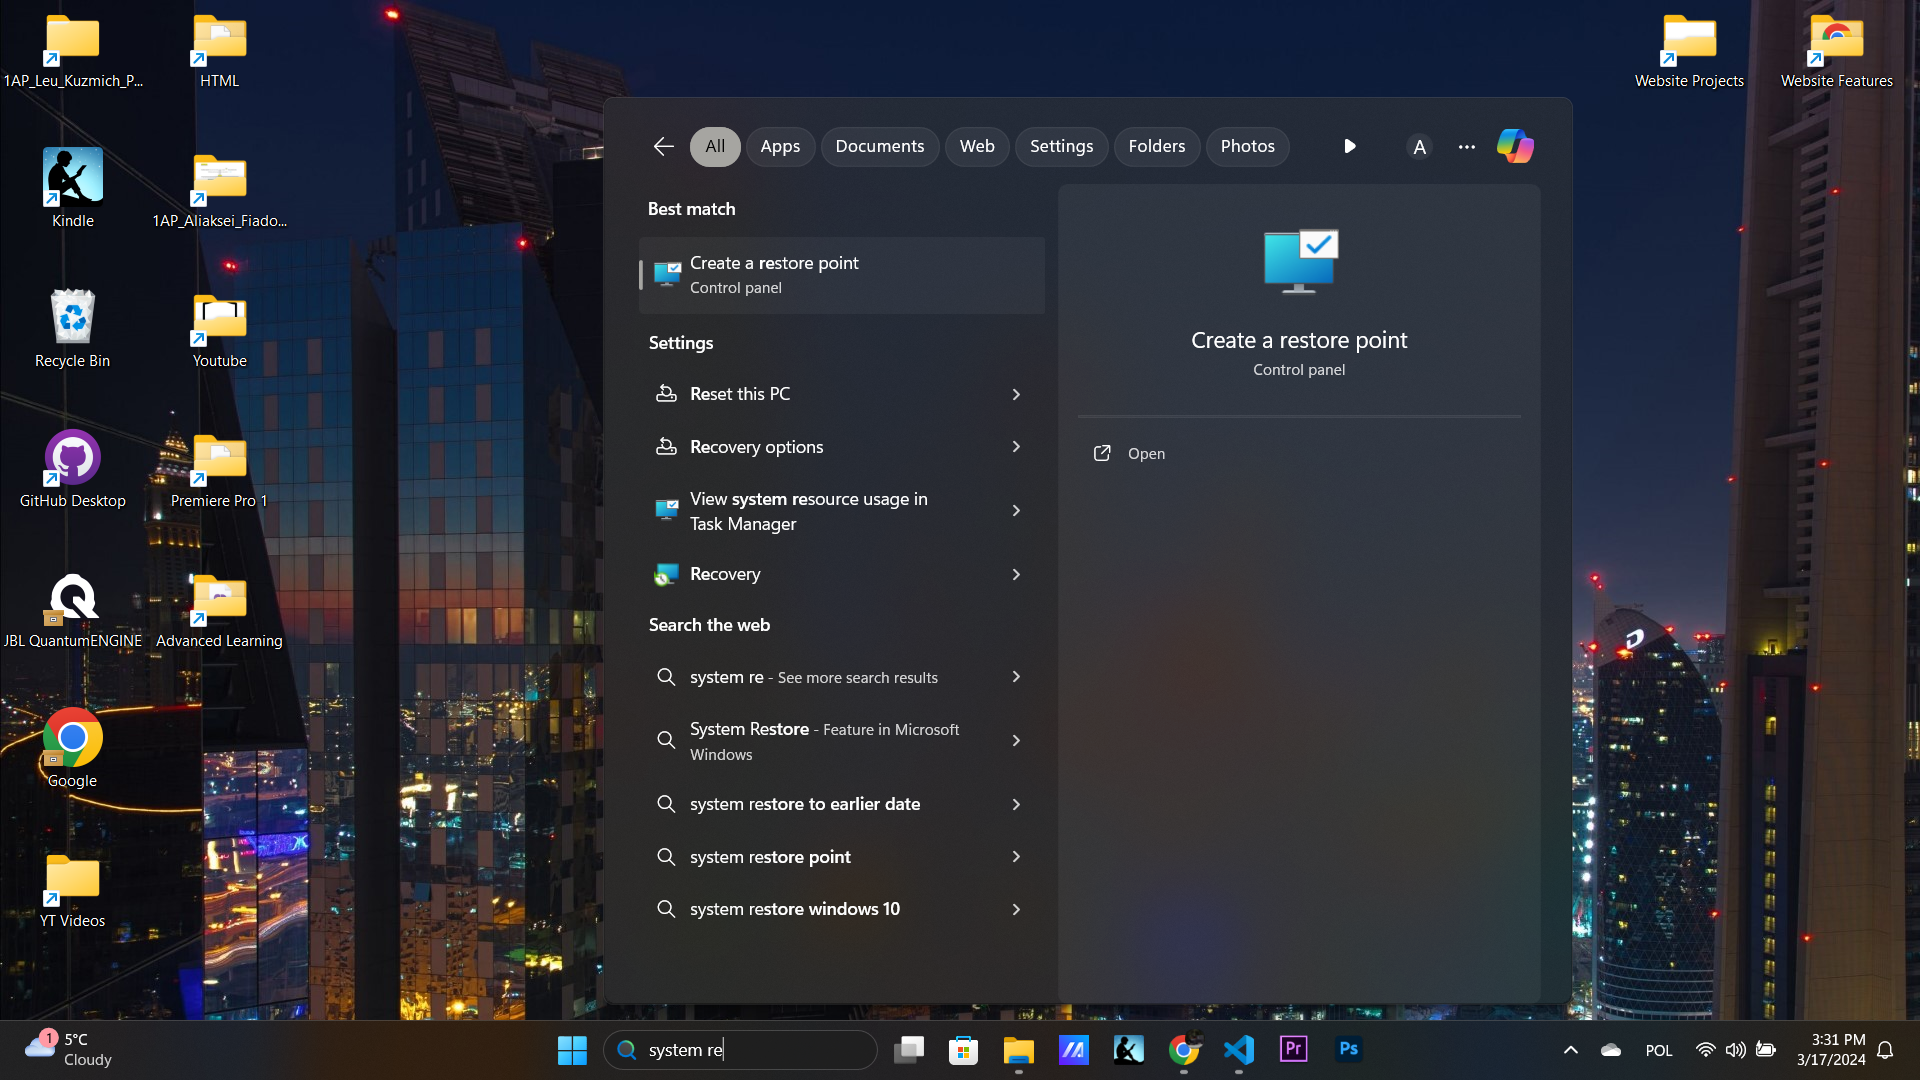 1AP_Leu_Kuzmich_P...
HTML
Website Projects
Website Features
Kindle
1AP_Aliaksei_Fiado...
Recycle Bin
Youtube
GitHub Desktop
Premiere Pro 1
JBL QuantumENGINE
Advanced Learning
Google
YT Videos
All
Apps
Documents
Web
Settings
Folders
Photos
A
Best match
Create a restore point
Control panel
Settings
Reset this PC
Recovery options
View system resource usage in
Task Manager
Recovery
Search the web
system re - See more search results
System Restore - Feature in Microsoft
Windows
system restore to earlier date
system restore point
system restore windows 10
Create a restore point
Control panel
Open
1
5°C
Cloudy
system re
Pr
Ps
POL
3:31 PM
3/17/2024